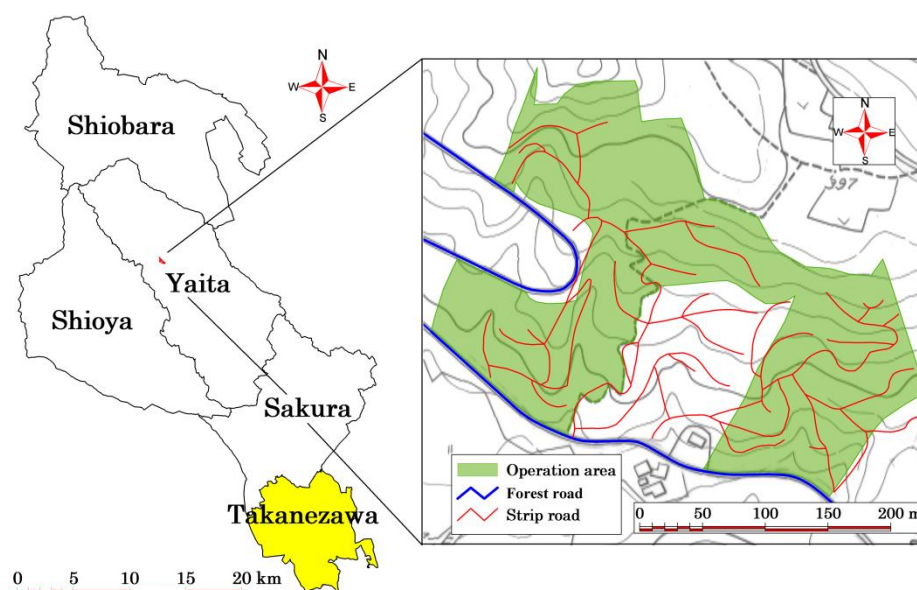 N
W E
S
Shiobara
Yaita
Shioya
Sakura
Takanezawa
0 5 10 15 20 km
N
W E
S
597
Operation area
Forest road
Strip road
0 50 100 150 200 m